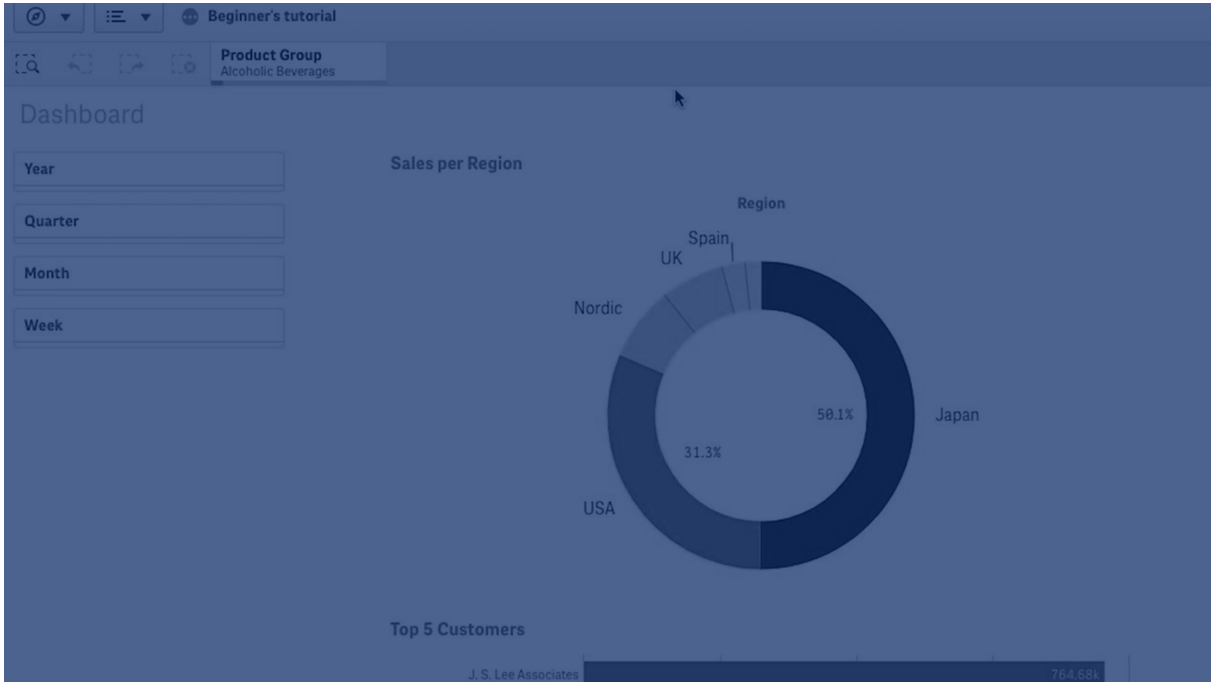 Beginner's tutorial
Product Group
Alcoholic Beverages
Dashboard
Year
Quarter
Month
Week
Sales per Region
Region
Spain
UK
Nordic
50.1%
Japan
31.3%
USA
Top 5 Customers
J. S. Lee Associates
764.68k